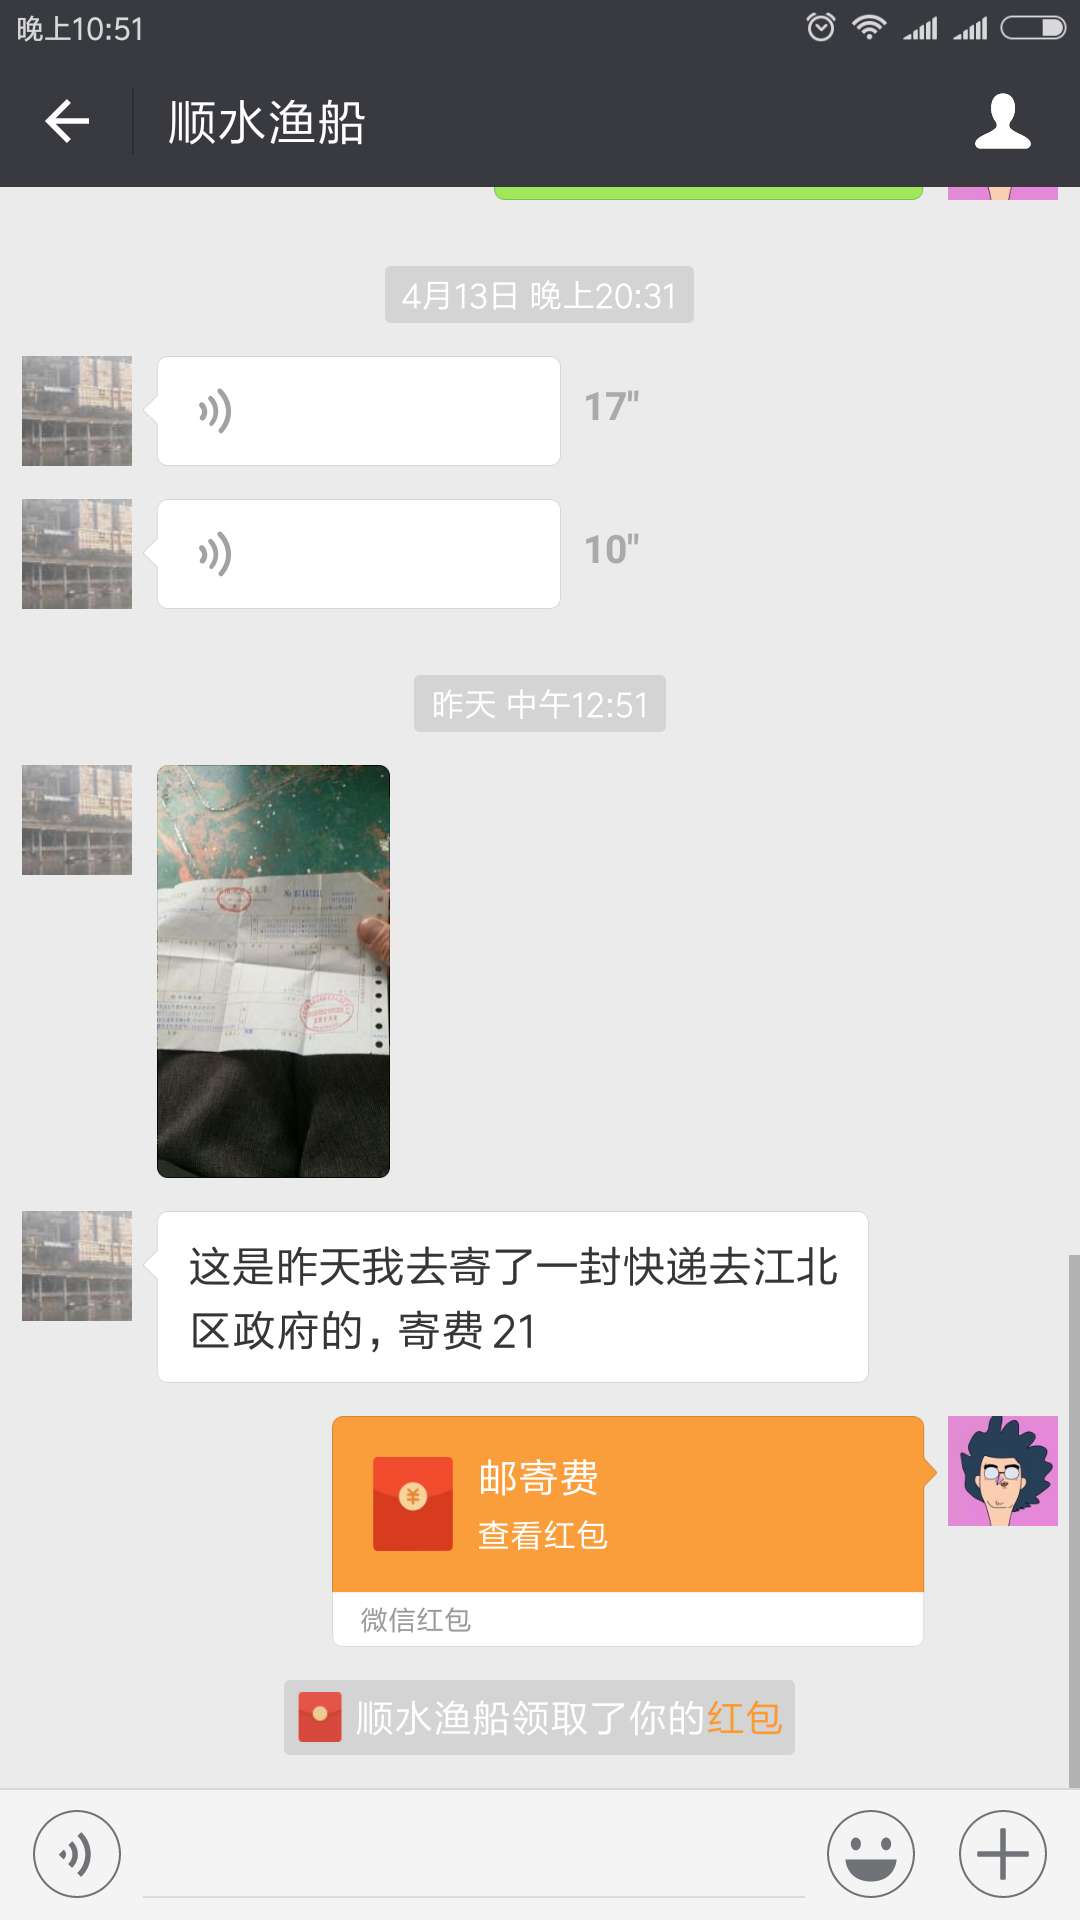 晚上10:51
顺水渔船
4月13日 晚上20:31
17"
10"
昨天 中午12:51
这是昨天我去寄了一封快递去江北
区政府的，寄费21
邮寄费
查看红包
微信红包
顺水渔船领取了你的红包